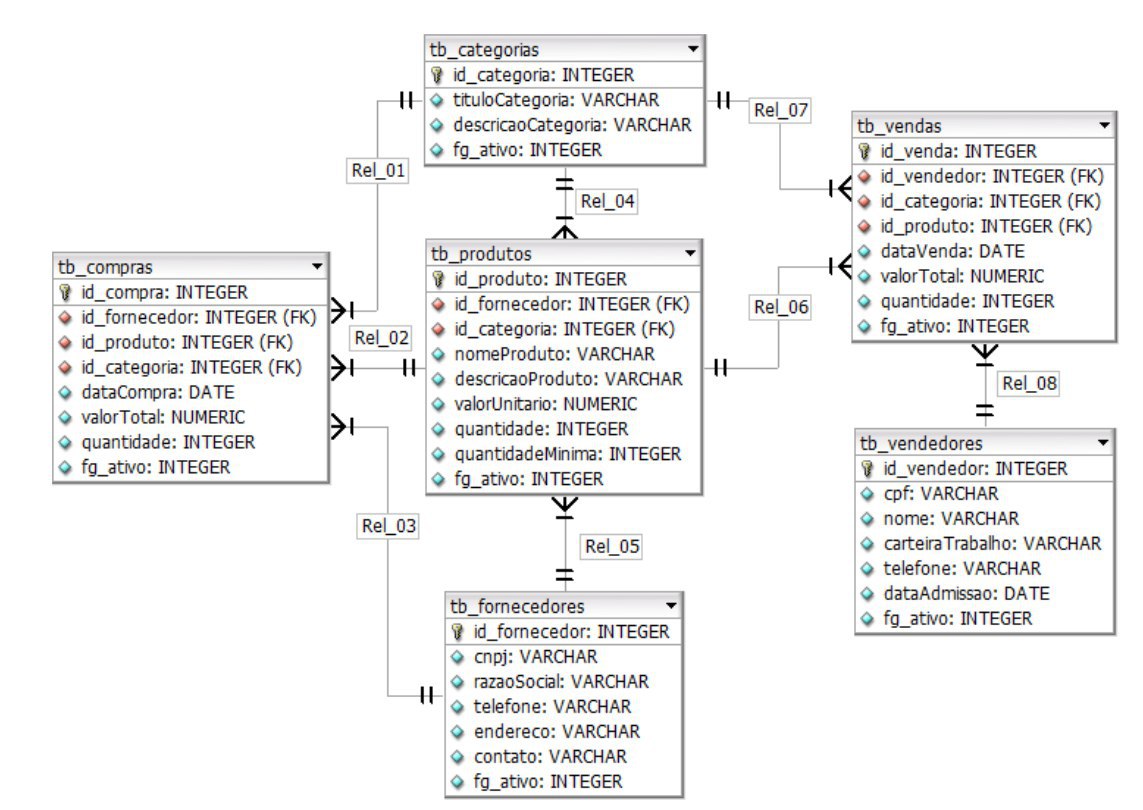 tb_categorias
id_categoria: INTEGER
tituloCategoria: VARCHAR
descricaoCategoria: VARCHAR
fg_ativo: INTEGER
Rel_07
Rel_01
Rel_04
tb_vendas
id_venda: INTEGER
id_vendedor: INTEGER (FK)
id_categoria: INTEGER (FK)
id_produto: INTEGER (FK)
dataVenda: DATE
valorTotal: NUMERIC
quantidade: INTEGER
fg_ativo: INTEGER
tb_compras
id_compra: INTEGER
id_fornecedor: INTEGER (FK)
id_produto: INTEGER (FK)
id_categoria: INTEGER (FK)
dataCompra: DATE
valorTotal: NUMERIC
quantidade: INTEGER
fg_ativo: INTEGER
Rel_02
tb_produtos
id_produto: INTEGER
id_fornecedor: INTEGER (FK)
id_categoria: INTEGER (FK)
nomeProduto: VARCHAR
descricaoProduto: VARCHAR
valorUnitario: NUMERIC
quantidade: INTEGER
quantidadeMinima: INTEGER
fg_ativo: INTEGER
Rel_06
Rel_08
tb_vendedores
id_vendedor: INTEGER
cpf: VARCHAR
nome: VARCHAR
carteiraTrabalho: VARCHAR
telefone: VARCHAR
dataAdmissao: DATE
fg_ativo: INTEGER
Rel_03
Rel_05
tb_fornecedores
id_fornecedor: INTEGER
cnpj: VARCHAR
razaoSocial: VARCHAR
telefone: VARCHAR
endereco: VARCHAR
contato: VARCHAR
fg_ativo: INTEGER